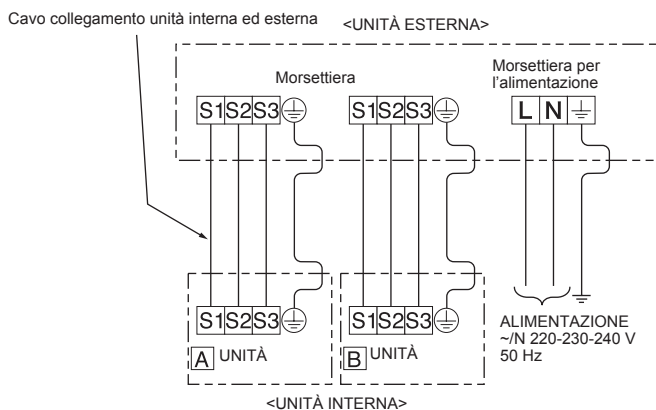 Cavo collegamento unità interna ed esterna
<UNITÀ ESTERNA>
Morsettiera
Morsettiera per
l'alimentazione
S1 S2 S3
S1 S2 S3
L N
S1 S2 S3
S1 S2 S3
A UNITÀ
B UNITÀ
ALIMENTAZIONE
~/N 220-230-240 V
50 Hz
<UNITÀ INTERNA>